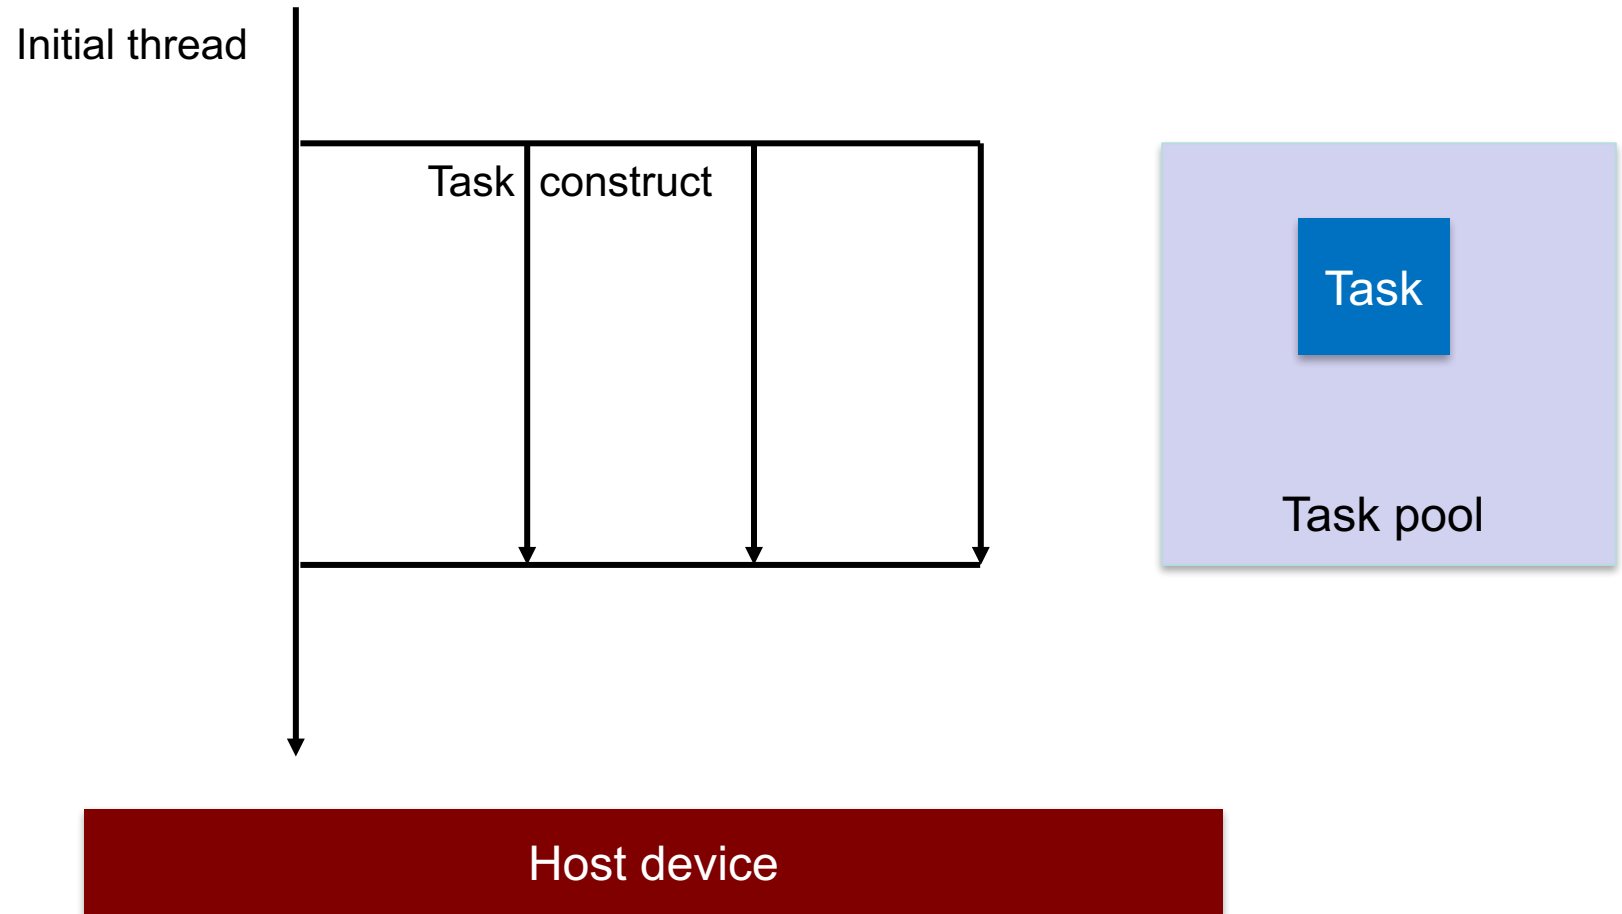 Initial thread
Task construct
Task
Task pool
Host device